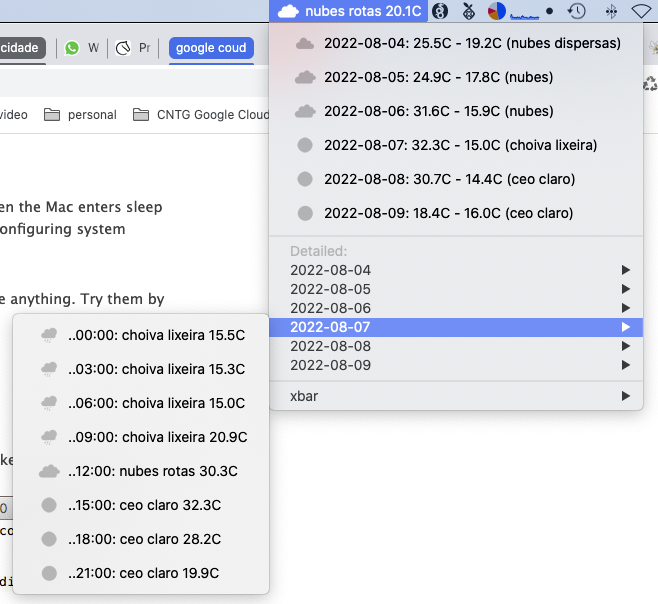 nubes rotas 20.1C
cidade
W
Pr
google coud
video
personal
CNTG Google Cloud
2022-08-04: 25.5C - 19.2C (nubes dispersas)
2022-08-05: 24.9C - 17.8C (nubes)
2022-08-06: 31.6C - 15.9C (nubes)
2022-08-07: 32.3C - 15.0C (choiva lixeira)
2022-08-08: 30.7C - 14.4C (ceo claro)
2022-08-09: 18.4C - 16.0C (ceo claro)
Detailed:
2022-08-04
2022-08-05
2022-08-06
2022-08-07
2022-08-08
2022-08-09
xbar
en the Mac enters sleep
onfiguring system
e anything. Try them by
..00:00: choiva lixeira 15.5C
..03:00: choiva lixeira 15.3C
..06:00: choiva lixeira 15.0C
..09:00: choiva lixeira 20.9C
..12:00: nubes rotas 30.3C
..15:00: ceo claro 32.3C
..18:00: ceo claro 28.2C
..21:00: ceo claro 19.9C
ke
0
co
di